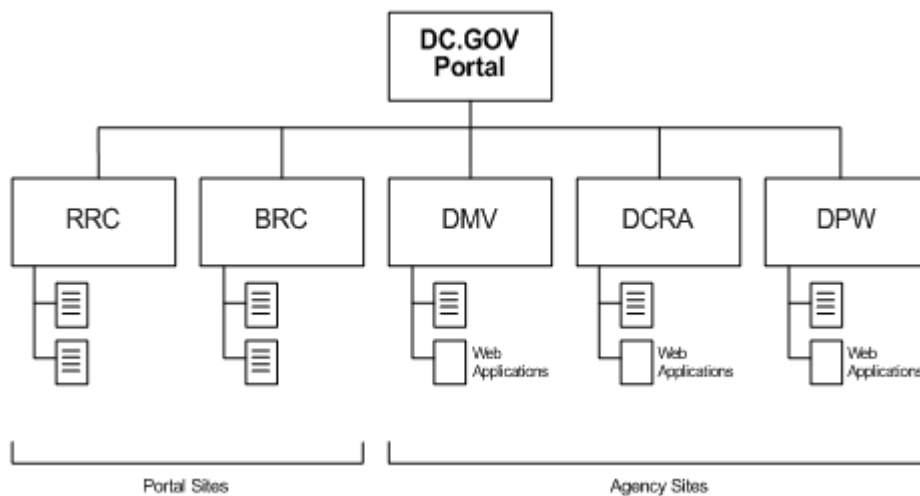 DC.GOV
Portal
RRC
BRC
DMV
DCRA
DPW
Web
Applications
Web
Applications
Web
Applications
Portal Sites
Agency Sites